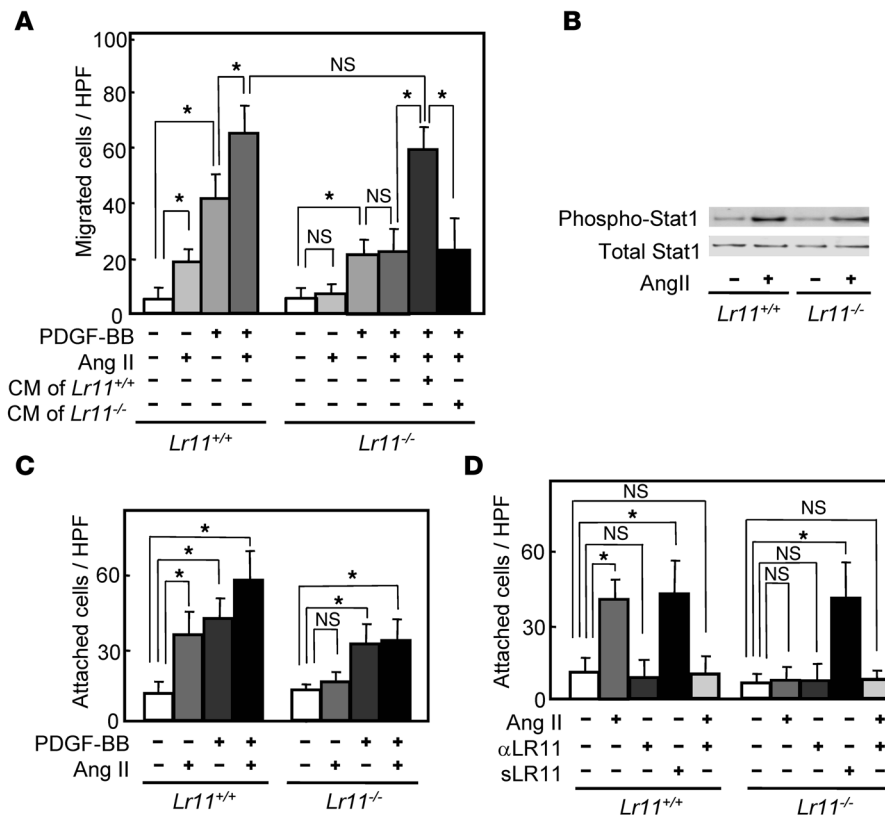 A
100
80
60
40
20
0
Migrated cells / HPF
* * * NS * NS NS * * *
PDGF-BB - - + + - - + + + +
Ang II - + - + - + - + + +
CM of Lr11+/+ - - - - - - - - + -
CM of Lr11-/- - - - - - - - - - +
Lr11+/+ Lr11-/-
B
Phospho-Stat1
Total Stat1
AngII - + - +
Lr11+/+ Lr11-/-
C
60
30
0
Attached cells / HPF
* * * * * NS
PDGF-BB - - + + - - + +
Ang II - + - + - + - +
Lr11+/+ Lr11-/-
D
60
30
0
Attached cells / HPF
NS * NS * NS * NS NS
Ang II - + - - + - + - - +
αLR11 - - + - + - - + - +
sLR11 - - - + - - - - + -
Lr11+/+ Lr11-/-